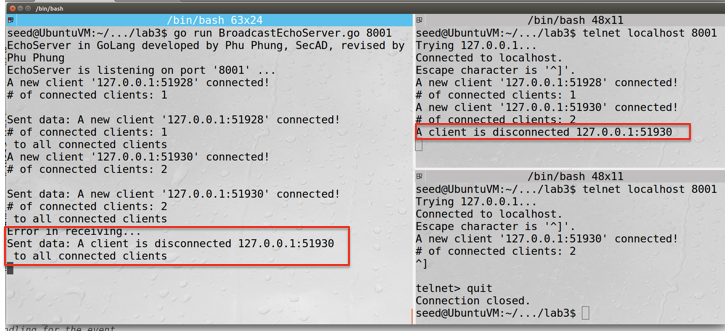 /bin/bash
/bin/bash 63x24
seed@UbuntuVM:~/.../lab3$ go run BroadcastEchoServer.go 8001
EchoServer in GoLang developed by Phu Phung, SecAD, revised by
Phu Phung
EchoServer is listening on port '8001' ...
A new client '127.0.0.1:51928' connected!
# of connected clients: 1
Sent data: A new client '127.0.0.1:51928' connected!
# of connected clients: 1
 to all connected clients
A new client '127.0.0.1:51930' connected!
# of connected clients: 2
Sent data: A new client '127.0.0.1:51930' connected!
# of connected clients: 2
 to all connected clients
Error in receiving...
Sent data: A client is disconnected 127.0.0.1:51930
 to all connected clients
/bin/bash 48x11
seed@UbuntuVM:~/.../lab3$ telnet localhost 8001
Trying 127.0.0.1...
Connected to localhost.
Escape character is '^]'.
A new client '127.0.0.1:51928' connected!
# of connected clients: 1
A new client '127.0.0.1:51930' connected!
# of connected clients: 2
A client is disconnected 127.0.0.1:51930
/bin/bash 48x11
seed@UbuntuVM:~/.../lab3$ telnet localhost 8001
Trying 127.0.0.1...
Connected to localhost.
Escape character is '^]'.
A new client '127.0.0.1:51930' connected!
# of connected clients: 2
^]
telnet> quit
Connection closed.
seed@UbuntuVM:~/.../lab3$
for the event